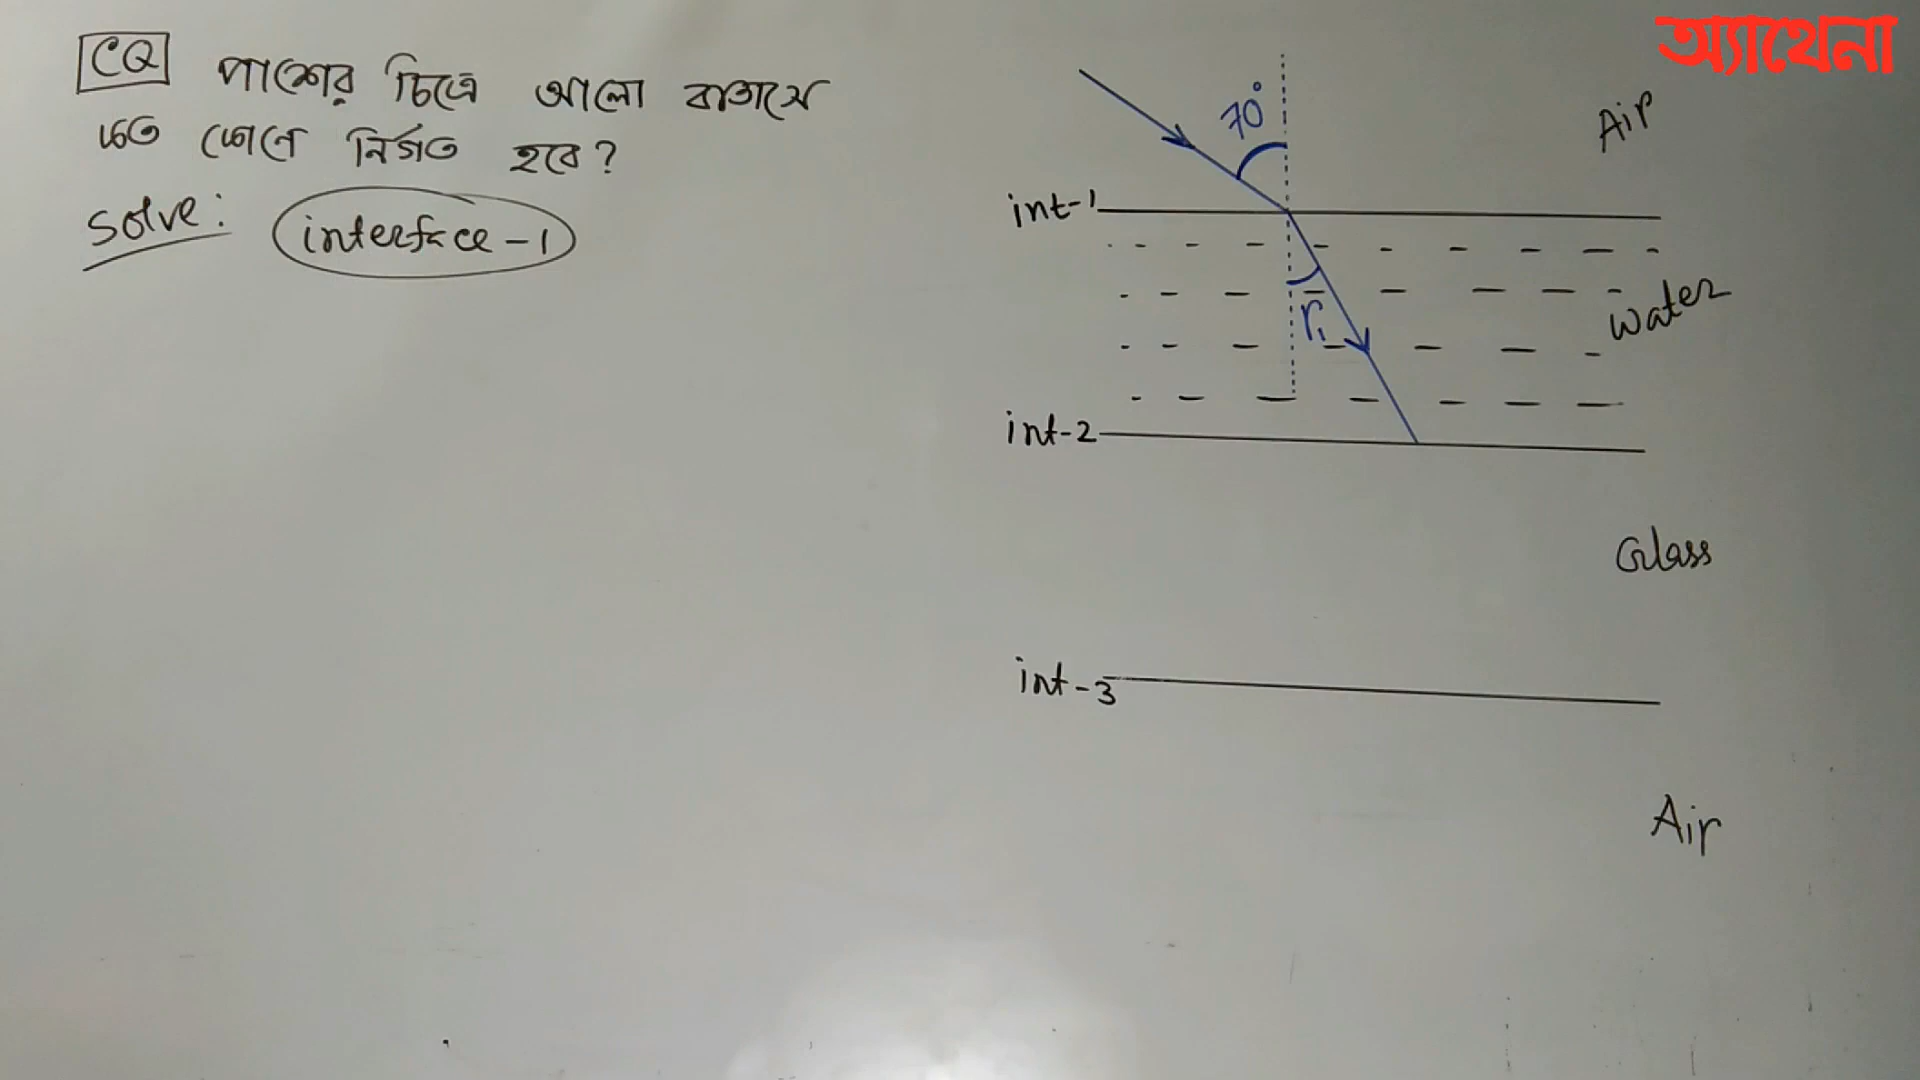 অ্যাথেনা
CQ পাশের চিত্রে আলো বাতাসে
কত কোণে নির্গত হবে?
Solve: interface-1
70°
Air
int-1
r₁
Water
int-2
Glass
int-3
Air